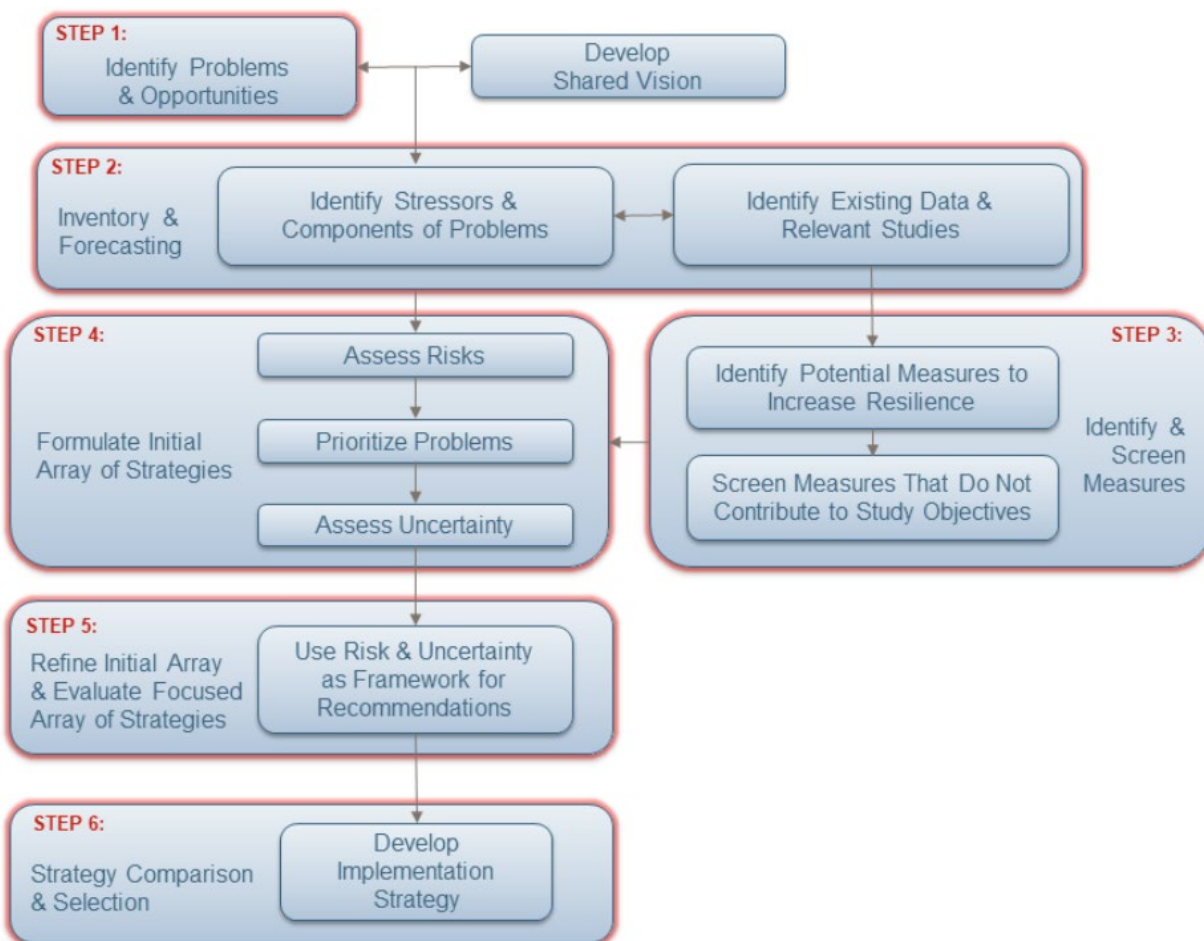 STEP 1:
Identify Problems
& Opportunities
Develop
Shared Vision
STEP 2:
Inventory &
Forecasting
Identify Stressors &
Components of Problems
Identify Existing Data &
Relevant Studies
STEP 4:
Formulate Initial
Array of Strategies
Assess Risks
Prioritize Problems
Assess Uncertainty
STEP 3:
Identify Potential Measures to
Increase Resilience
Screen Measures That Do Not
Contribute to Study Objectives
Identify &
Screen
Measures
STEP 5:
Refine Initial Array
& Evaluate Focused
Array of Strategies
Use Risk & Uncertainty
as Framework for
Recommendations
STEP 6:
Strategy Comparison
& Selection
Develop
Implementation
Strategy